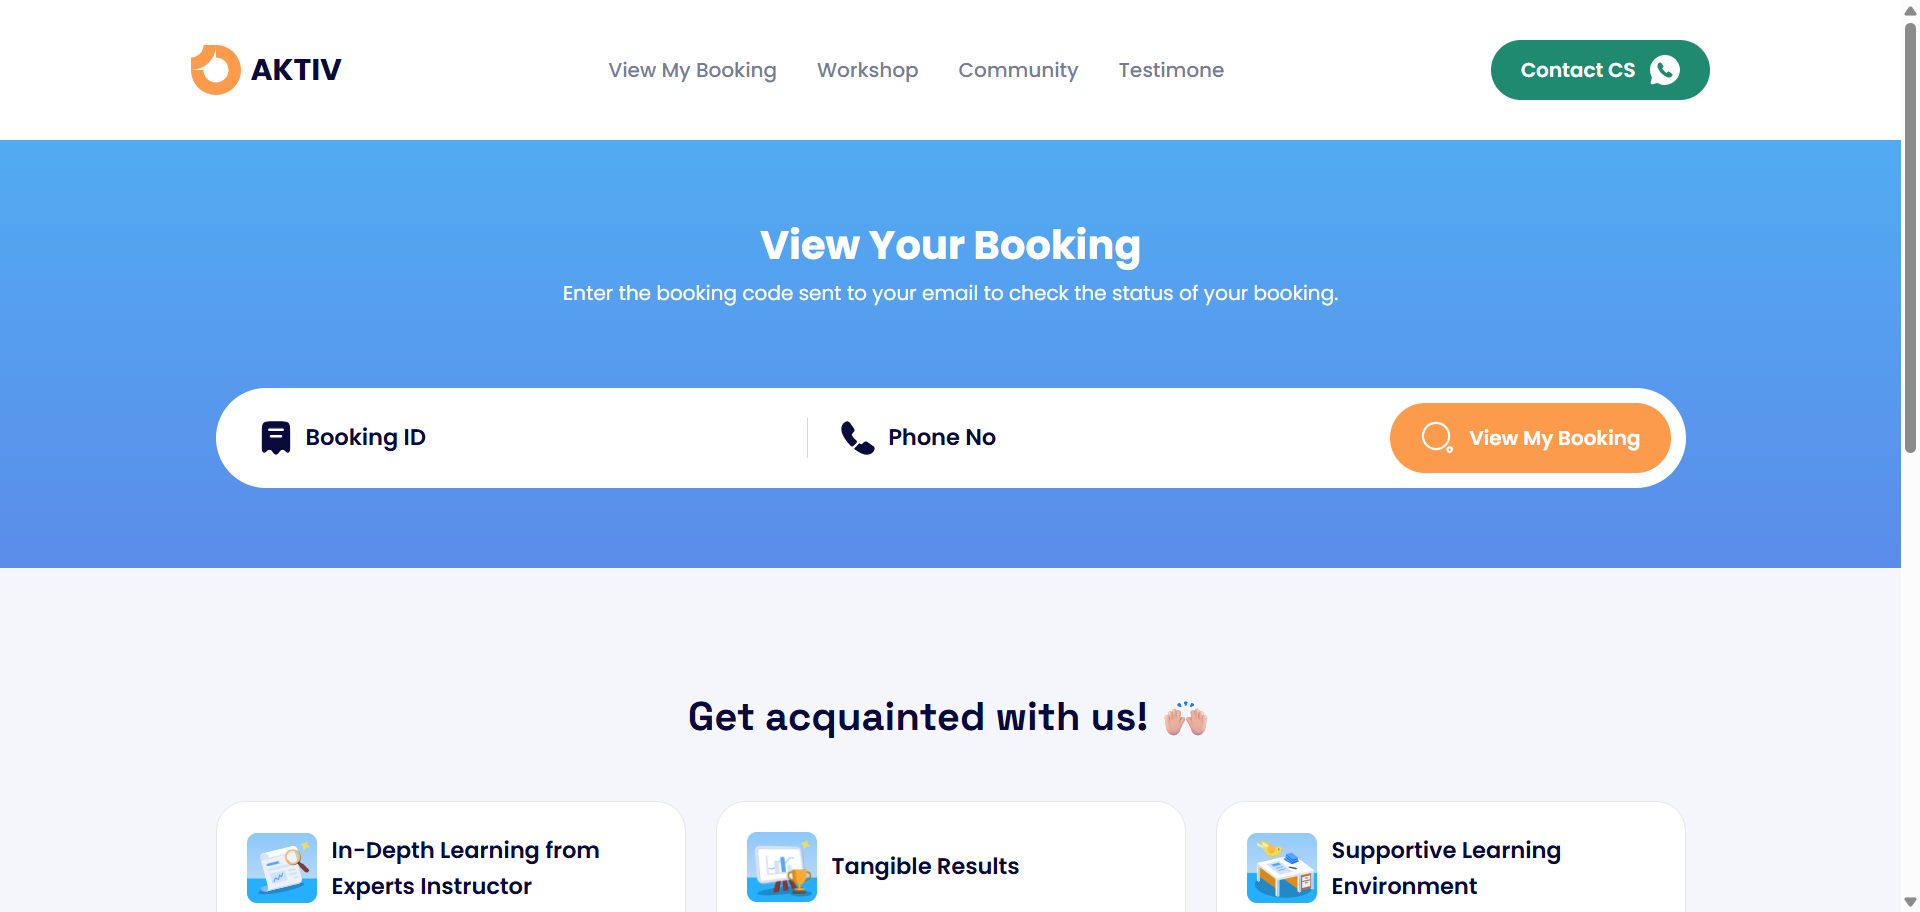 AKTIV
View My Booking
Workshop
Community
Testimone
Contact CS
View Your Booking
Enter the booking code sent to your email to check the status of your booking.
Booking ID
Phone No
View My Booking
Get acquainted with us! 🙌🏼
In-Depth Learning from
Experts Instructor
Tangible Results
Supportive Learning
Environment